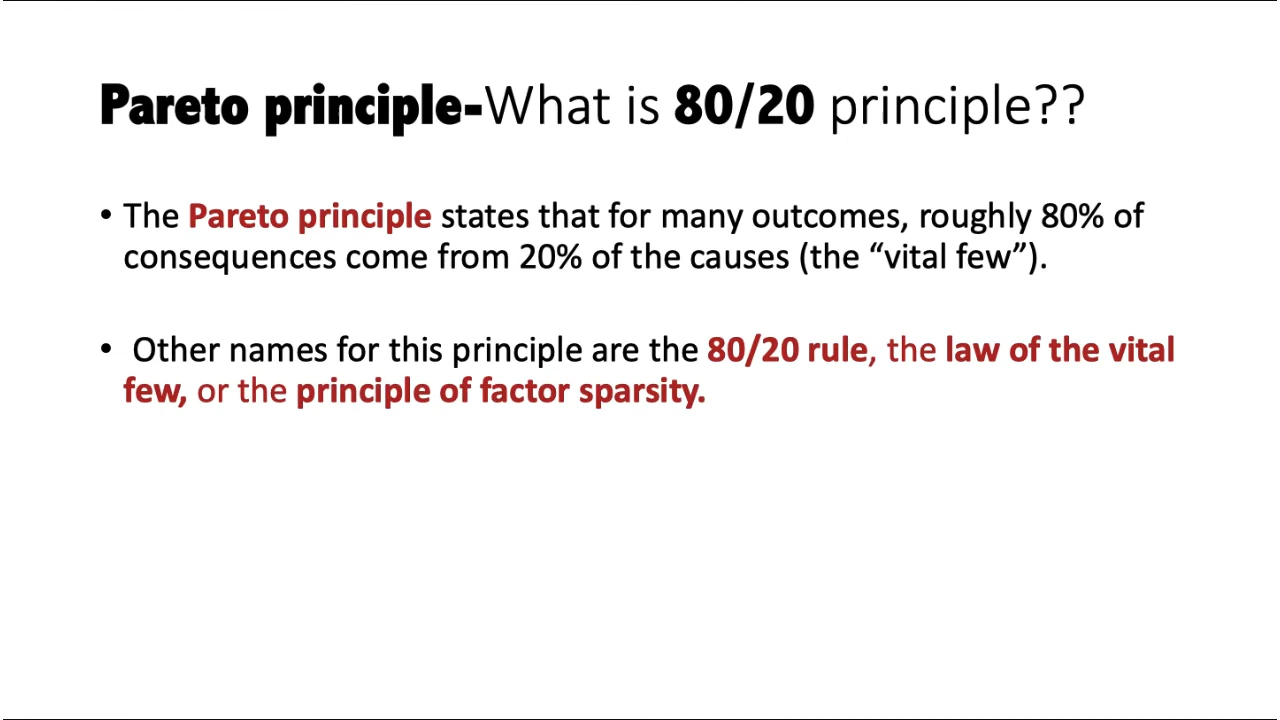 Pareto principle-What is 80/20 principle??
• The Pareto principle states that for many outcomes, roughly 80% of
consequences come from 20% of the causes (the “vital few”).
• Other names for this principle are the 80/20 rule, the law of the vital
few, or the principle of factor sparsity.